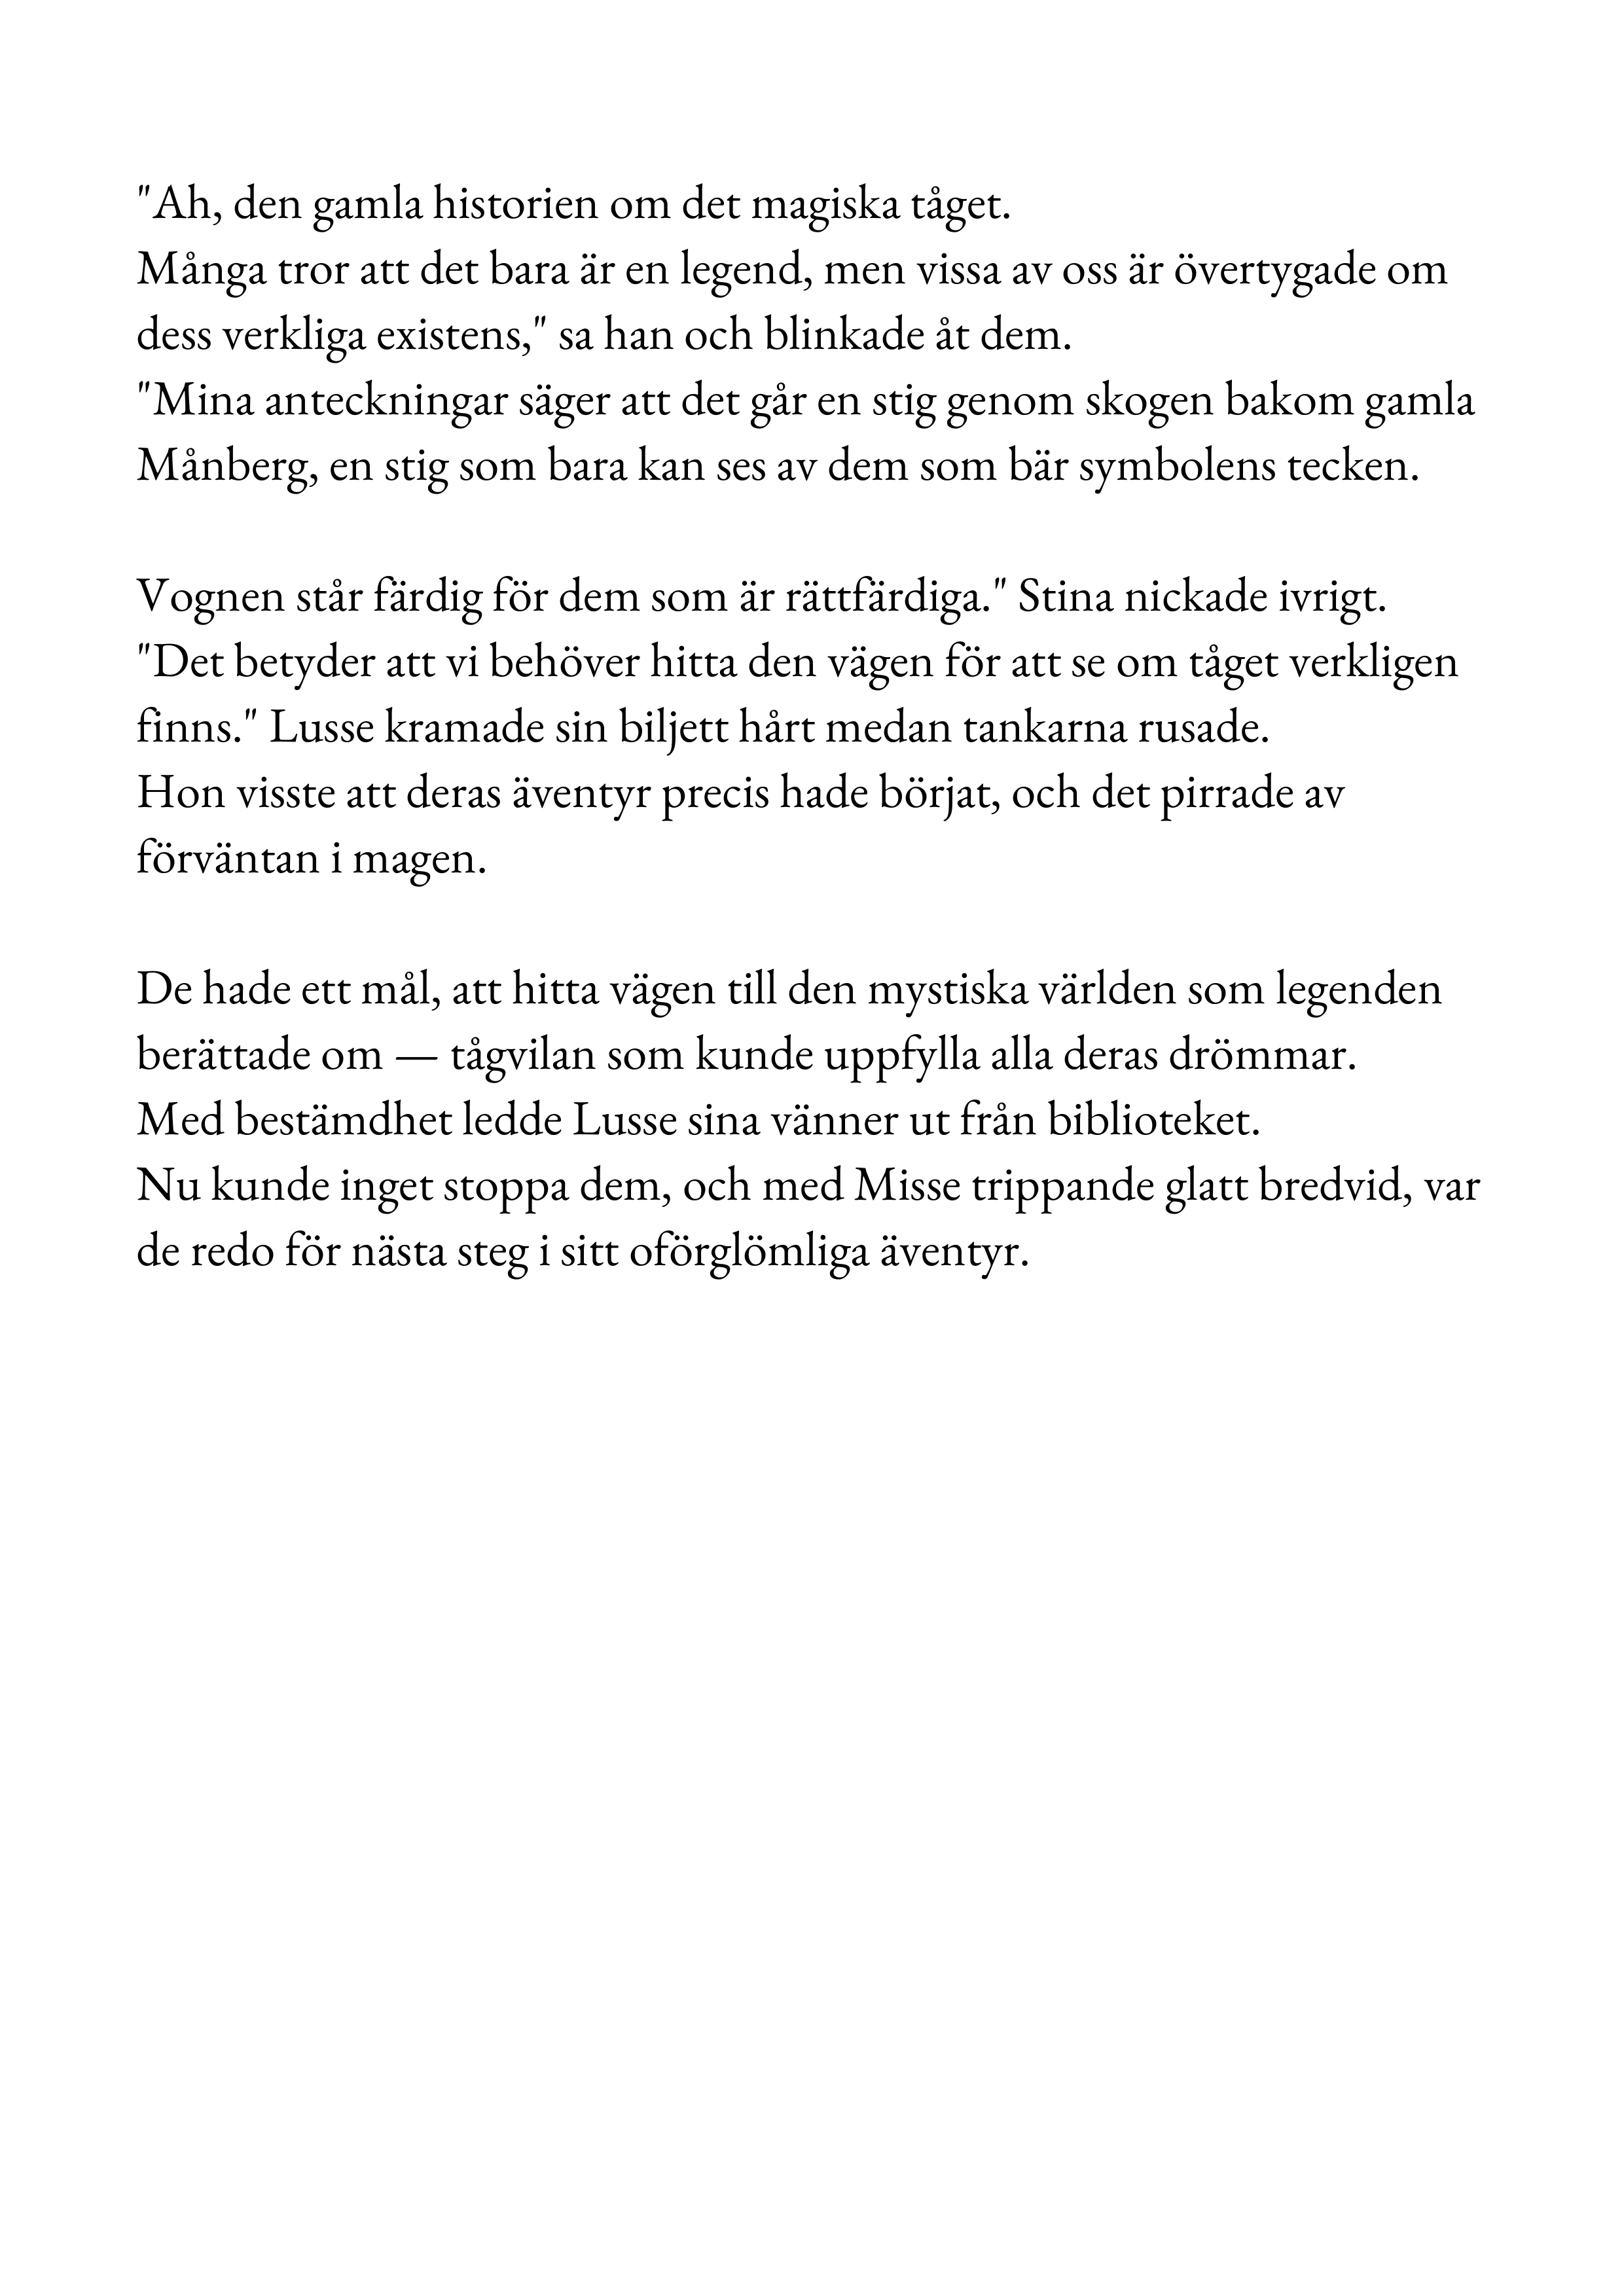 "Ah, den gamla historien om det magiska tåget.
Många tror att det bara är en legend, men vissa av oss är övertygade om
dess verkliga existens," sa han och blinkade åt dem.
"Mina anteckningar säger att det går en stig genom skogen bakom gamla
Månberg, en stig som bara kan ses av dem som bär symbolens tecken.

Vognen står färdig för dem som är rättfärdiga." Stina nickade ivrigt.
"Det betyder att vi behöver hitta den vägen för att se om tåget verkligen
finns." Lusse kramade sin biljett hårt medan tankarna rusade.
Hon visste att deras äventyr precis hade börjat, och det pirrade av
förväntan i magen.

De hade ett mål, att hitta vägen till den mystiska världen som legenden
berättade om — tågvilan som kunde uppfylla alla deras drömmar.
Med bestämdhet ledde Lusse sina vänner ut från biblioteket.
Nu kunde inget stoppa dem, och med Misse trippande glatt bredvid, var
de redo för nästa steg i sitt oförglömliga äventyr.